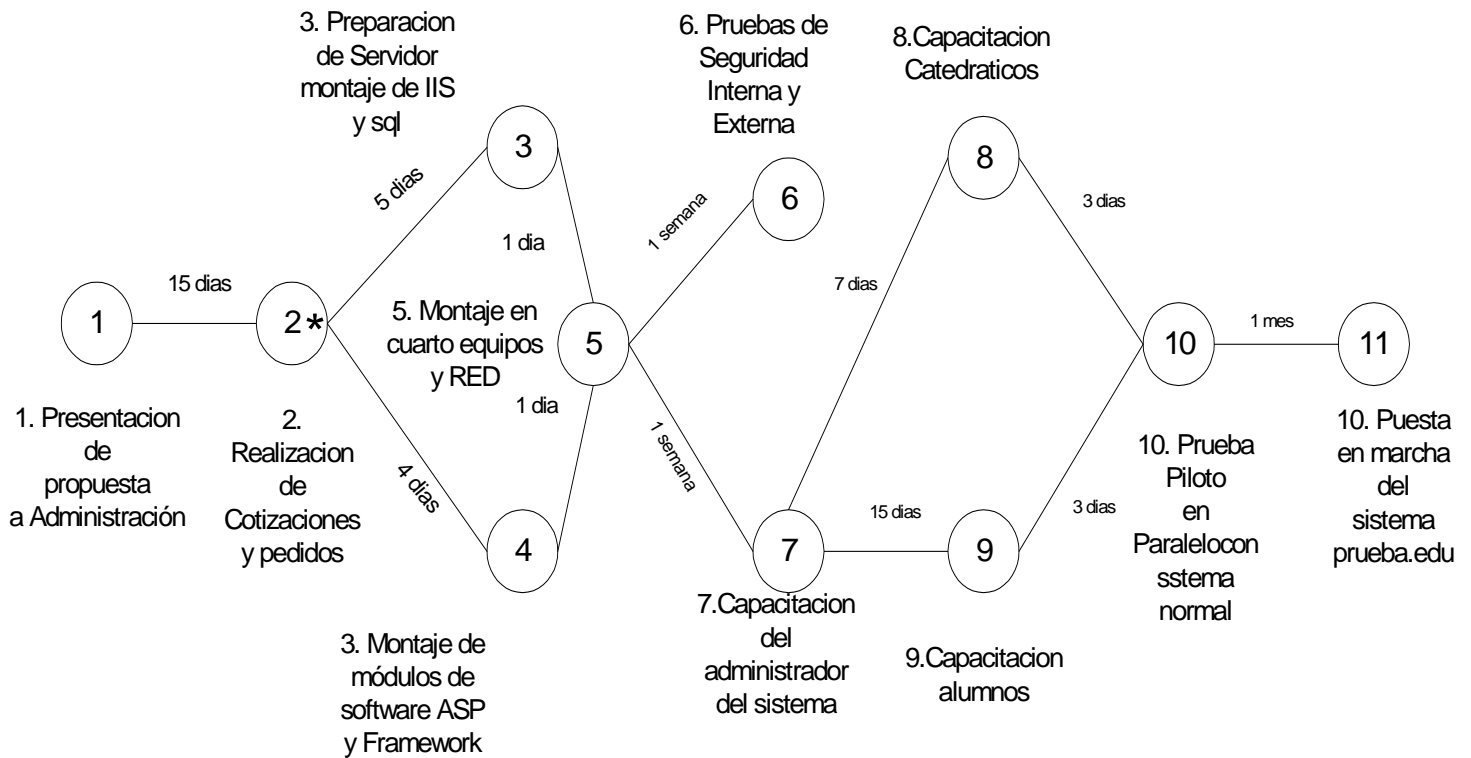 3. Preparacion
de Servidor
montaje de IIS
y sql
6. Pruebas de
Seguridad
Interna y
Externa
8.Capacitacion
Catedraticos
3
8
6
5 dias
1 dia
1 semana
3 dias
7 dias
15 dias
1
2*
5. Montaje en
cuarto equipos
y RED
5
10
1 mes
11
1 dia
1 semana
4 dias
1. Presentacion
de
propuesta
a Administración
2.
Realizacion
de
Cotizaciones
y pedidos
4
7
15 dias
9
3 dias
10. Prueba
Piloto
en
Paralelocon
sstema
normal
10. Puesta
en marcha
del
sistema
prueba.edu
3. Montaje de
módulos de
software ASP
y Framework
7.Capacitacion
del
administrador
del sistema
9.Capacitacion
alumnos